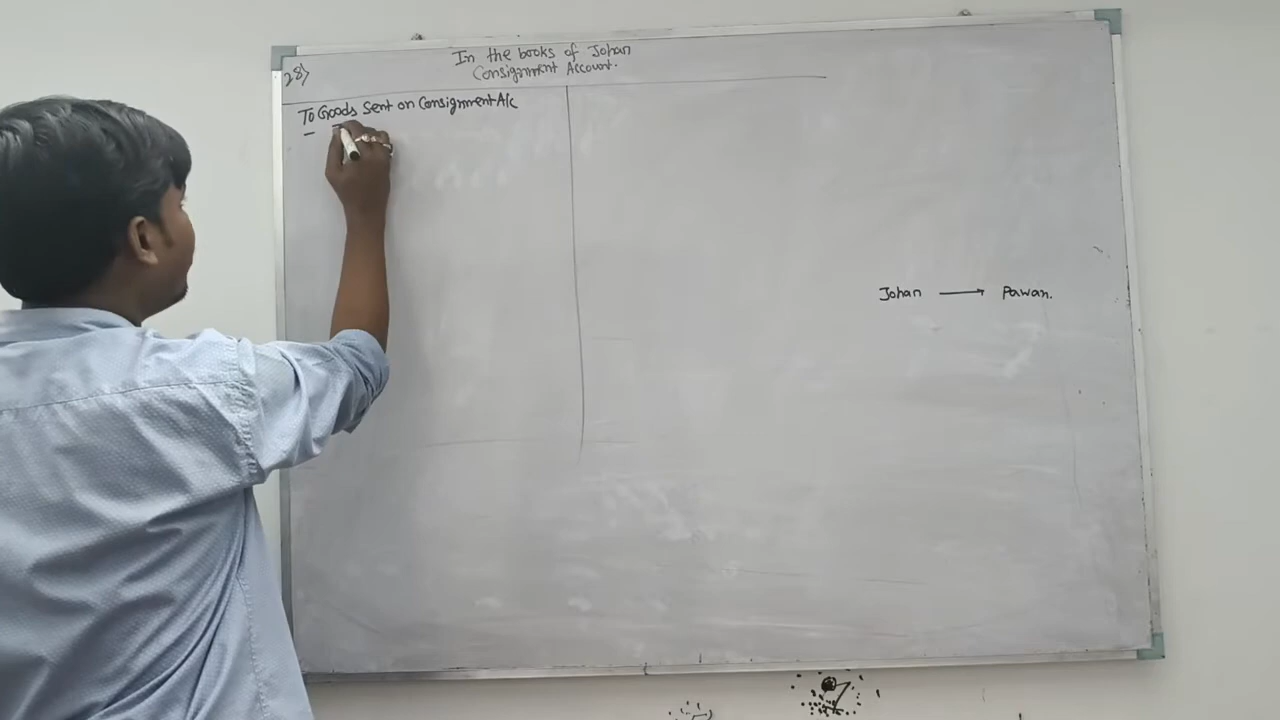 28)
In the books of Johan
Consignment Account.
To Goods sent on Consignment A/c
Johan → Pawan.